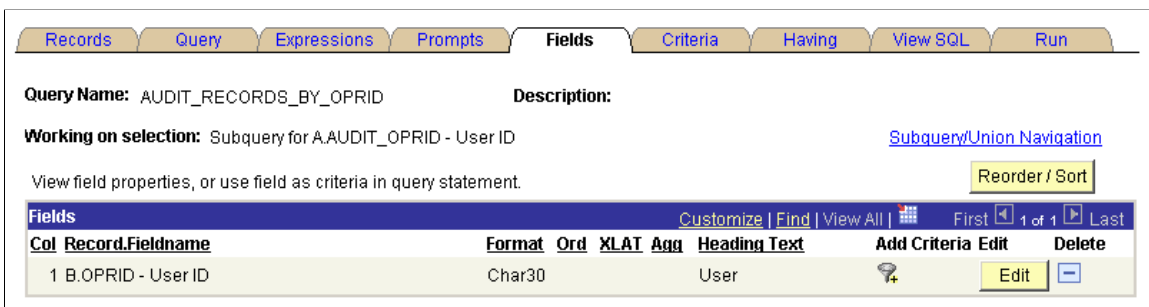 Records Query Expressions Prompts Fields Criteria Having View SQL Run
Query Name: AUDIT_RECORDS_BY_OPRID Description:
Working on selection: Subquery for A.AUDIT_OPRID - User ID Subquery/Union Navigation
View field properties, or use field as criteria in query statement. Reorder / Sort
Fields Customize | Find | View All | First 1 of 1 Last
Col Record.Fieldname Format Ord XLAT Agg Heading Text Add Criteria Edit Delete
1 B.OPRID - User ID Char30 User Edit